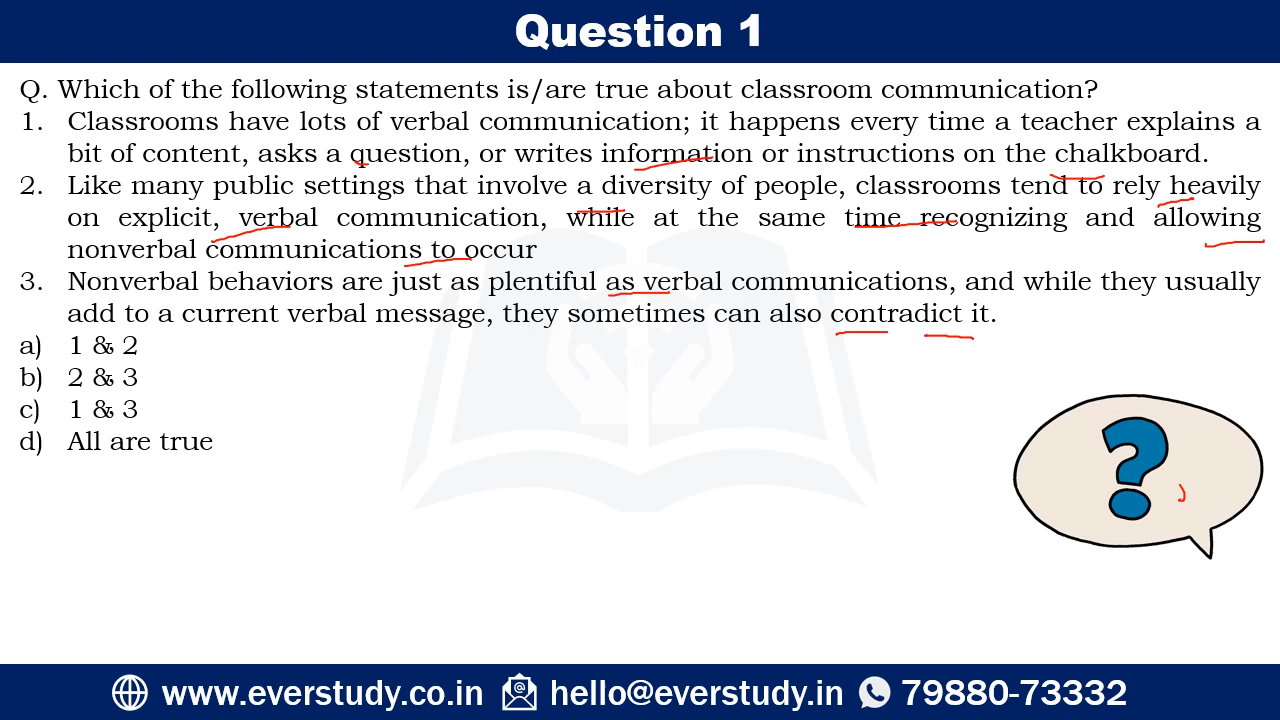 Question 1
Q. Which of the following statements is/are true about classroom communication?
1. Classrooms have lots of verbal communication; it happens every time a teacher explains a
bit of content, asks a question, or writes information or instructions on the chalkboard.
2. Like many public settings that involve a diversity of people, classrooms tend to rely heavily
on explicit, verbal communication, while at the same time recognizing and allowing
nonverbal communications to occur
3. Nonverbal behaviors are just as plentiful as verbal communications, and while they usually
add to a current verbal message, they sometimes can also contradict it.
a) 1 & 2
b) 2 & 3
c) 1 & 3
d) All are true
?
www.everstudy.co.in hello@everstudy.in 79880-73332